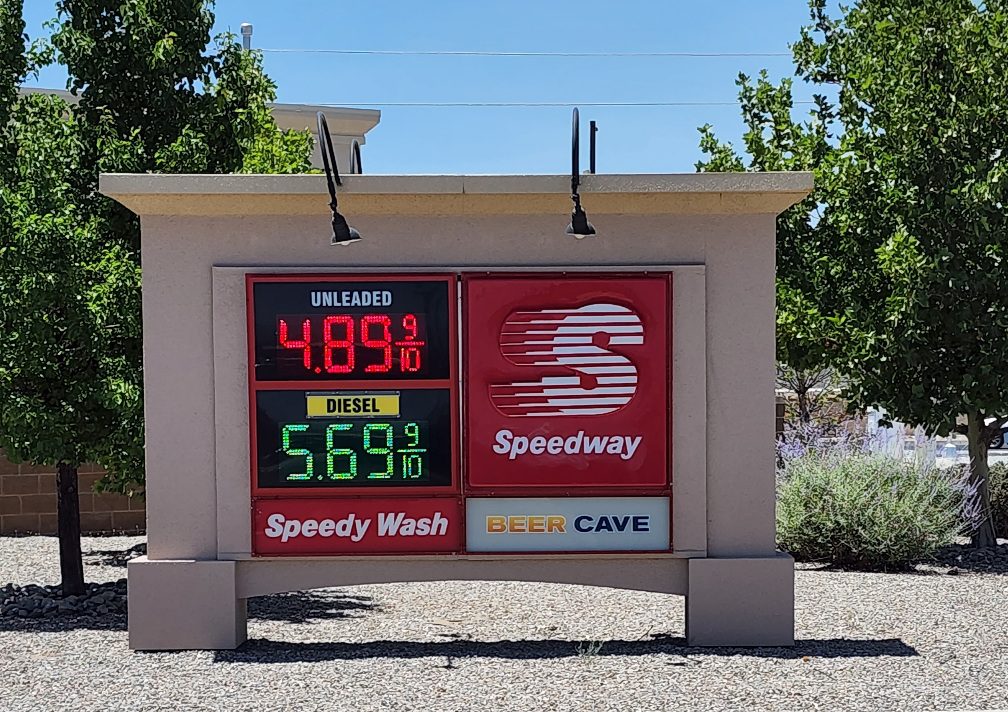 UNLEADED
4.89 9/10
DIESEL
5.69 9/10
S
Speedway
Speedy Wash
BEER CAVE